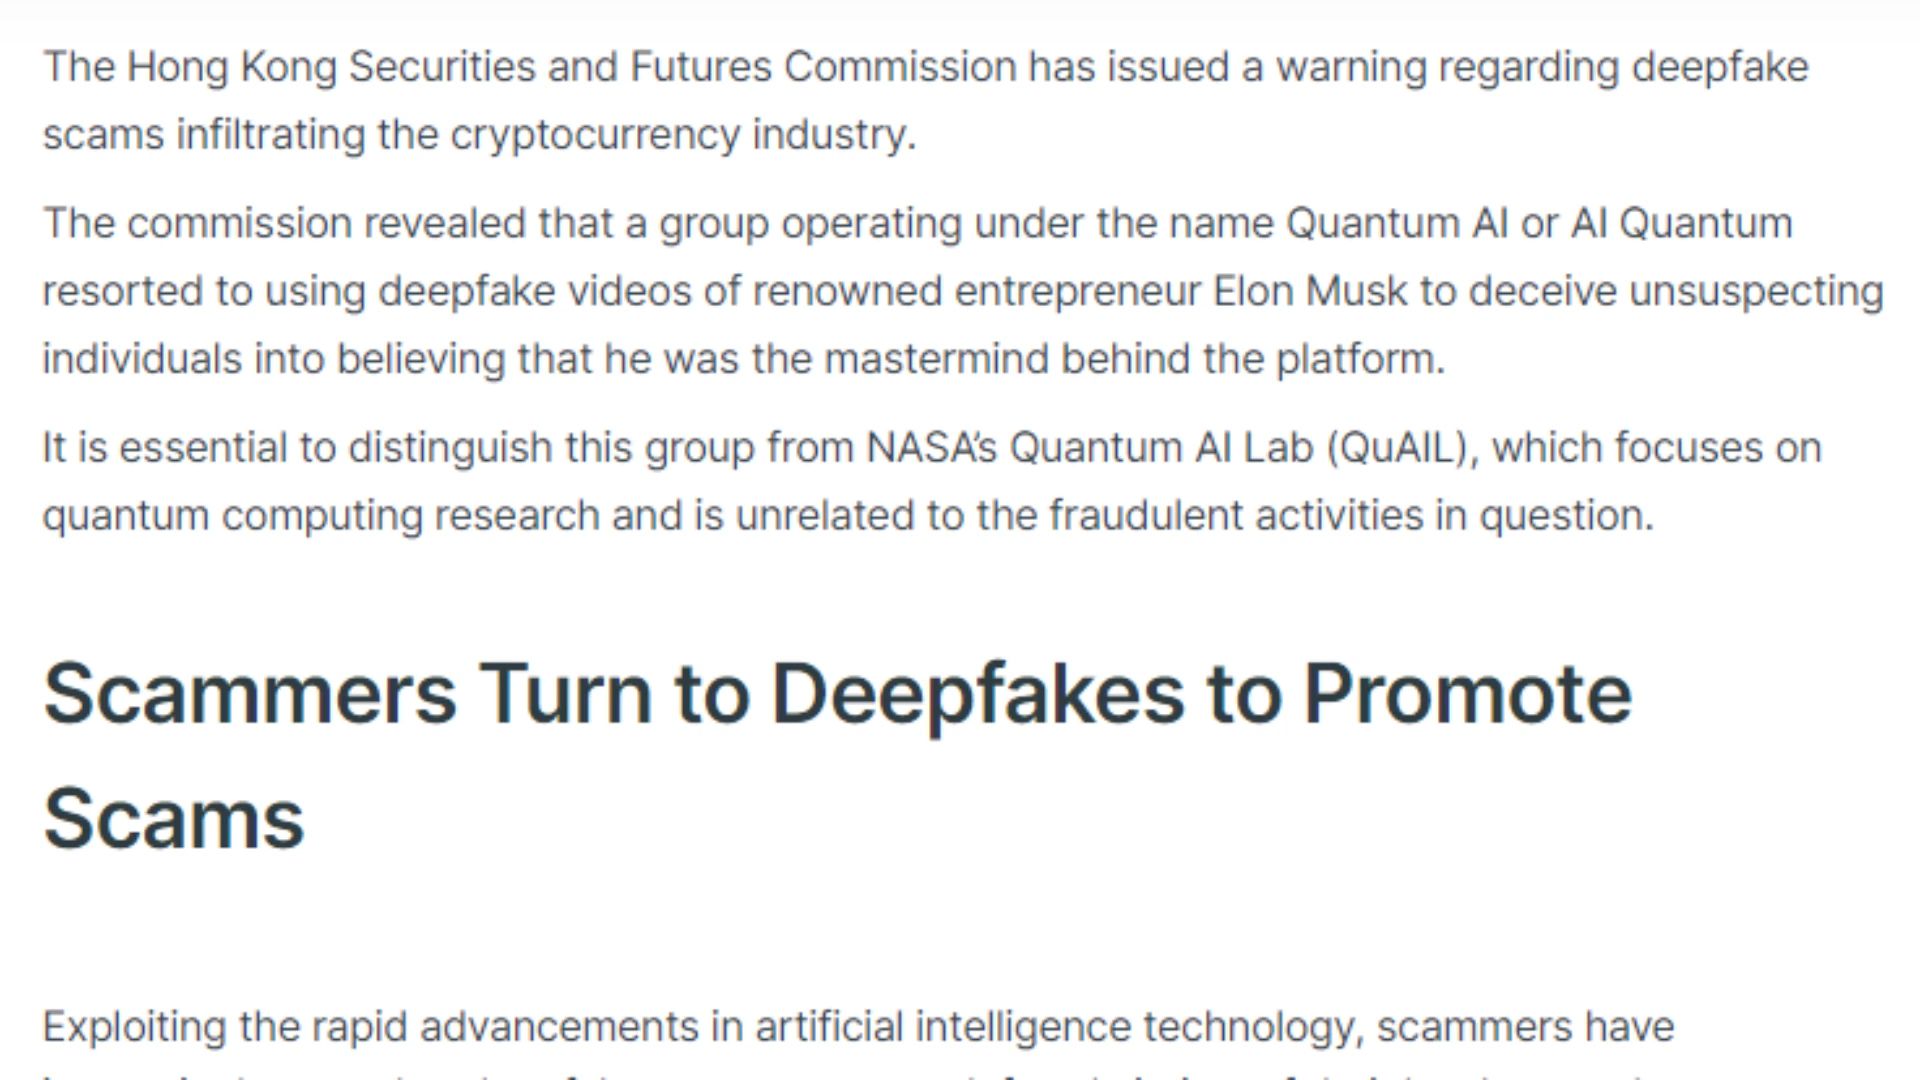 The Hong Kong Securities and Futures Commission has issued a warning regarding deepfake
scams infiltrating the cryptocurrency industry.
The commission revealed that a group operating under the name Quantum AI or AI Quantum
resorted to using deepfake videos of renowned entrepreneur Elon Musk to deceive unsuspecting
individuals into believing that he was the mastermind behind the platform.
It is essential to distinguish this group from NASA’s Quantum AI Lab (QuAIL), which focuses on
quantum computing research and is unrelated to the fraudulent activities in question.
Scammers Turn to Deepfakes to Promote
Scams
Exploiting the rapid advancements in artificial intelligence technology, scammers have